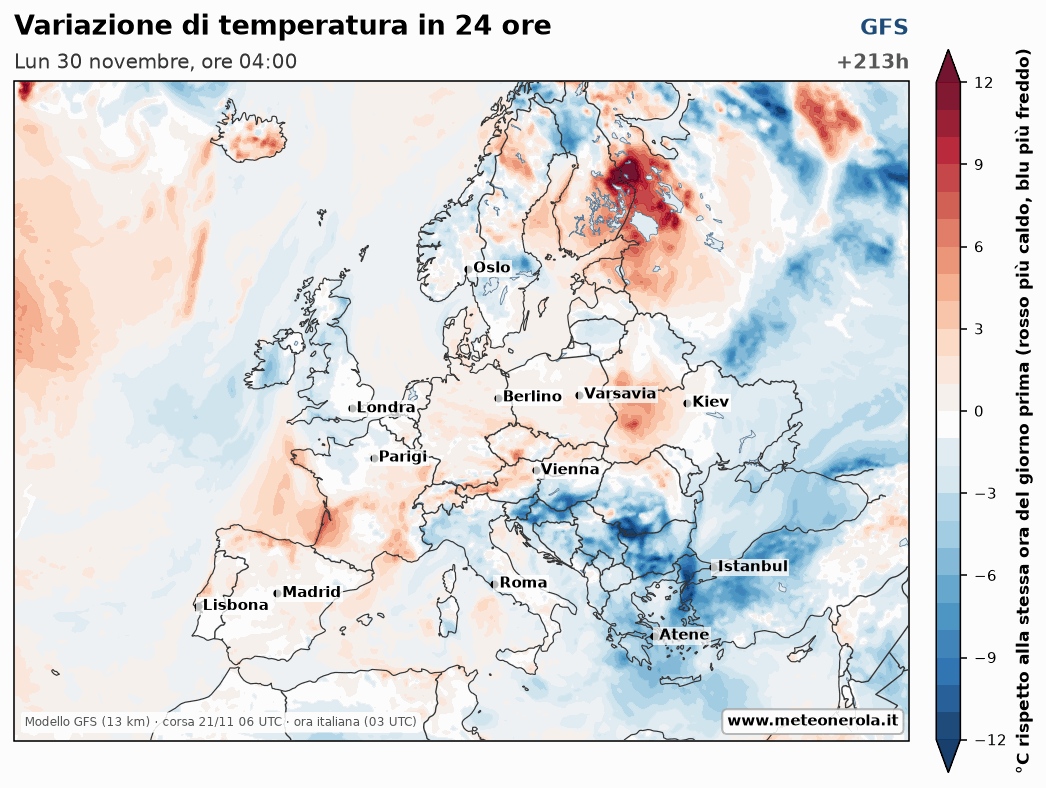 Variazione di temperatura in 24 ore
GFS
Lun 30 novembre, ore 04:00
+213h
Oslo
Londra
Berlino
Varsavia
Kiev
Parigi
Vienna
Istanbul
Roma
Madrid
Lisbona
Atene
Modello GFS (13 km) · corsa 21/11 06 UTC · ora italiana (03 UTC)
www.meteonerola.it
12
9
6
3
0
−3
−6
−9
−12
°C rispetto alla stessa ora del giorno prima (rosso più caldo, blu più freddo)